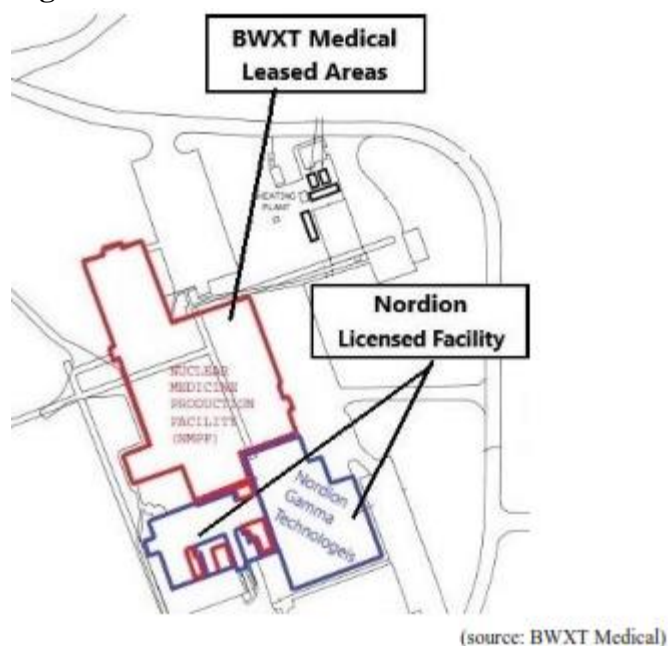 BWXT Medical
Leased Areas
HEATING
PLANT
Nordion
Licensed Facility
NUCLEAR
MEDICINE
PRODUCTION
FACILITY
(NMPF)
Nordion
Gamma
Technologeis
(source: BWXT Medical)